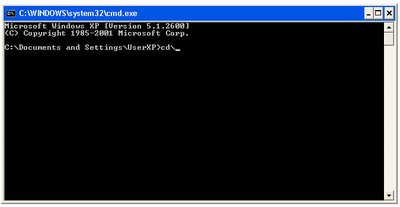 C:\WINDOWS\system32\cmd.exe
Microsoft Windows XP [Version 5.1.2600]
(C) Copyright 1985-2001 Microsoft Corp.
C:\Documents and Settings\UserXP>cd\_